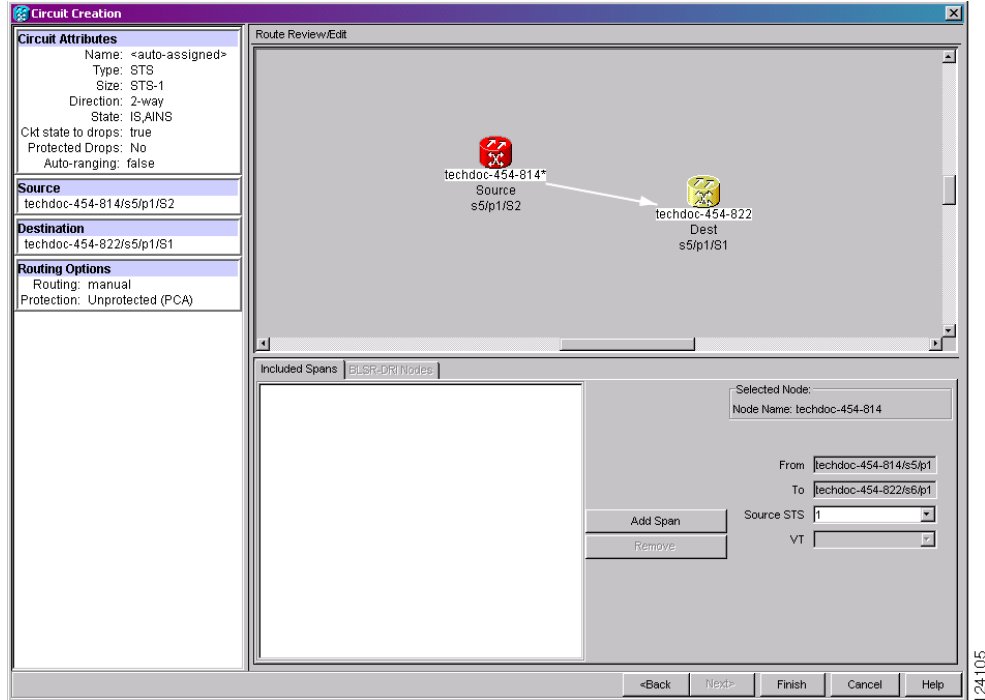 Circuit Creation
Circuit Attributes
Name: <auto-assigned>
Type: STS
Size: STS-1
Direction: 2-way
State: IS,AINS
Ckt state to drops: true
Protected Drops: No
Auto-ranging: false
Source
techdoc-454-814/s5/p1/S2
Destination
techdoc-454-822/s5/p1/S1
Routing Options
Routing: manual
Protection: Unprotected (PCA)
Route Review/Edit
techdoc-454-814*
Source
s5/p1/S2
techdoc-454-822
Dest
s5/p1/S1
Included Spans BLSR-DRI Nodes
Selected Node:
Node Name: techdoc-454-814
From techdoc-454-814/s5/p1
To techdoc-454-822/s6/p1
Add Span
Source STS 1
Remove
VT
<Back Next> Finish Cancel Help
124105